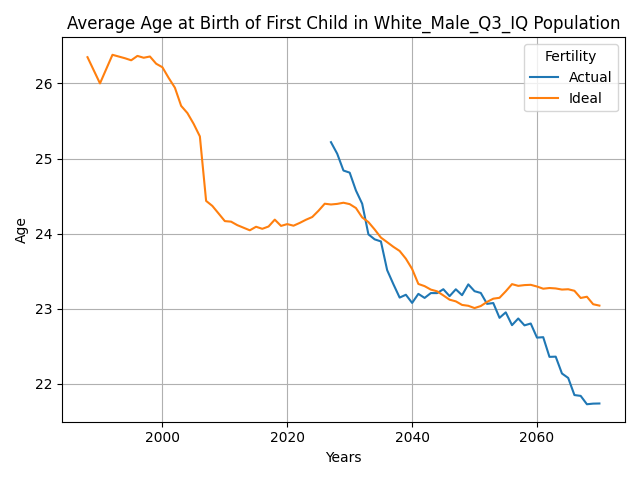 Average Age at Birth of First Child in White_Male_Q3_IQ Population
Fertility
Actual
Ideal
Age
26
25
24
23
22
2000
2020
2040
2060
Years